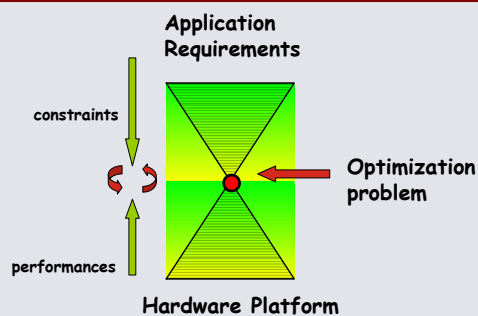 Application
Requirements
constraints
Optimization
problem
performances
Hardware Platform